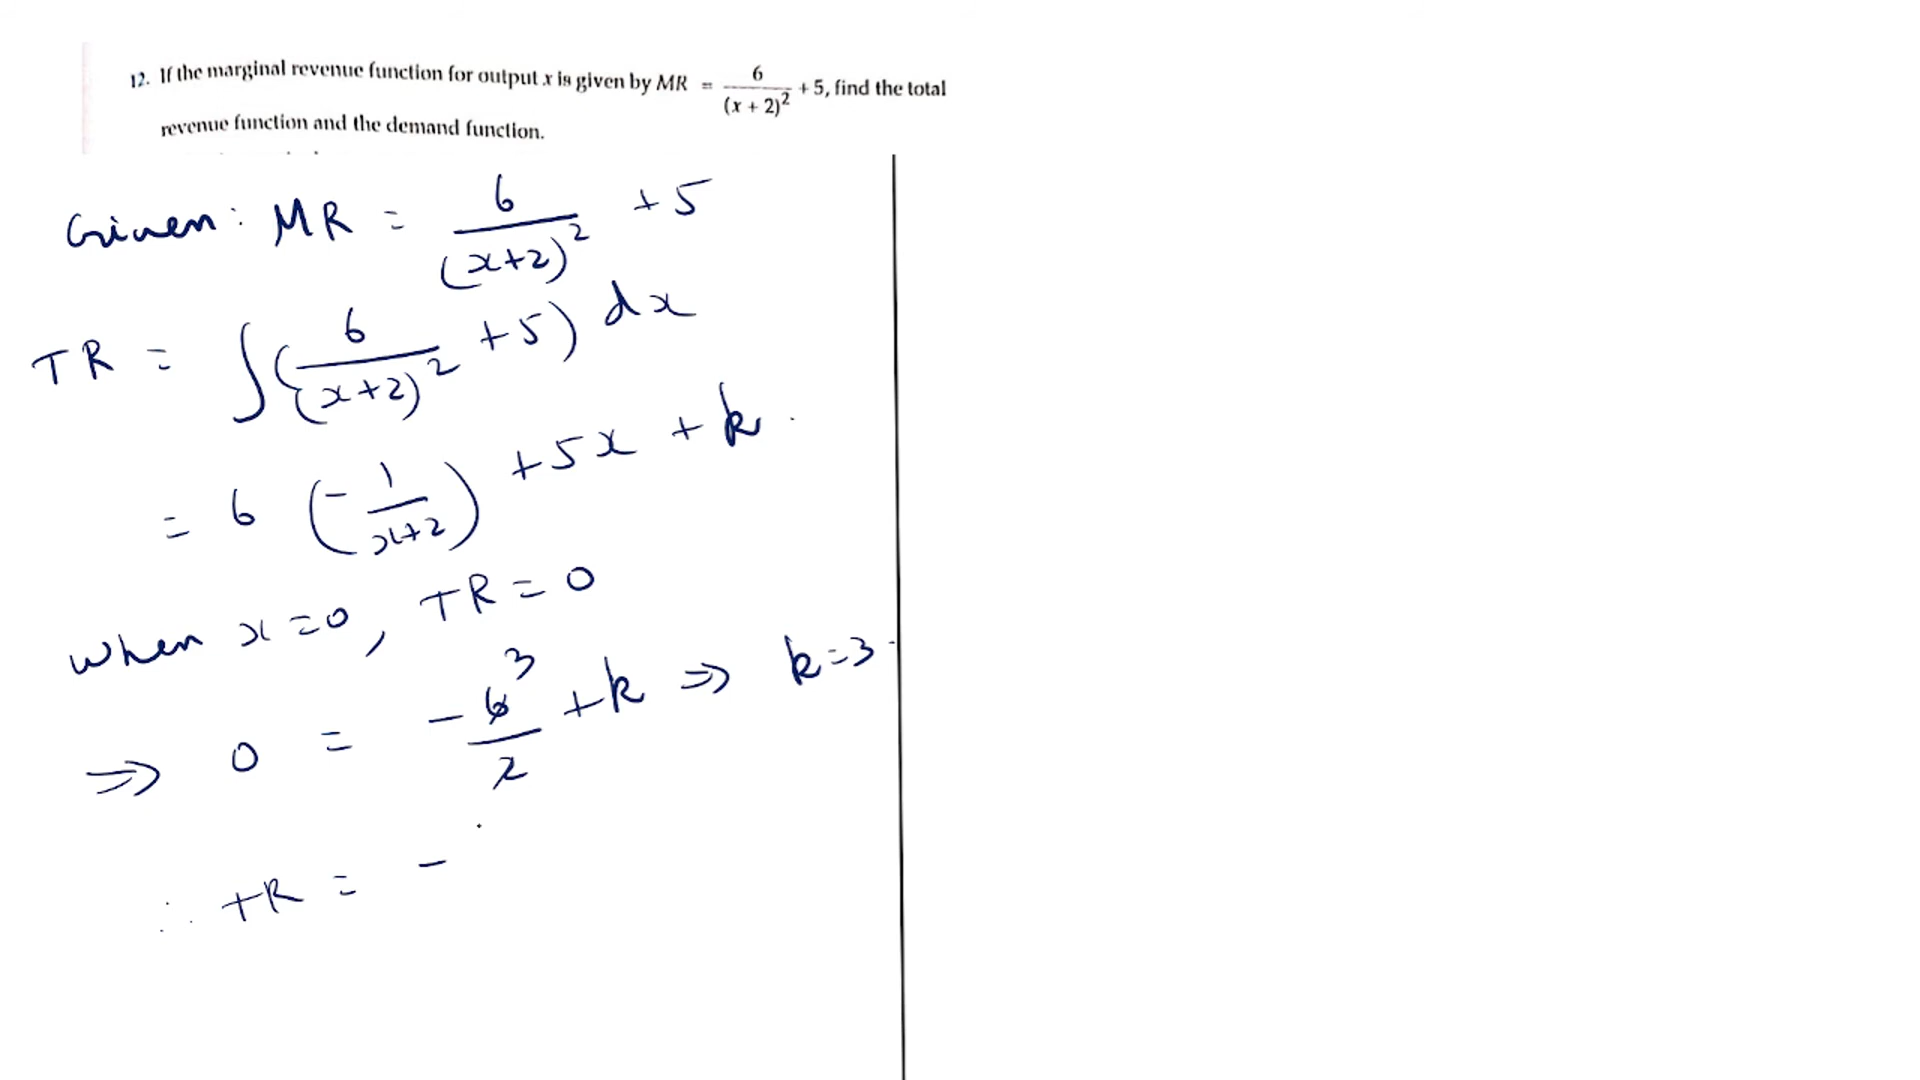 12. If the marginal revenue function for output x is given by MR = 6/(x + 2)² + 5, find the total
revenue function and the demand function.
Given: MR = 6/(x+2)² + 5
TR = ∫(6/(x+2)² + 5) dx
= 6 (-1/(x+2)) + 5x + k
When x = 0, TR = 0
⇒ 0 = -6/2 3 + k ⇒ k = 3
∴ TR = -